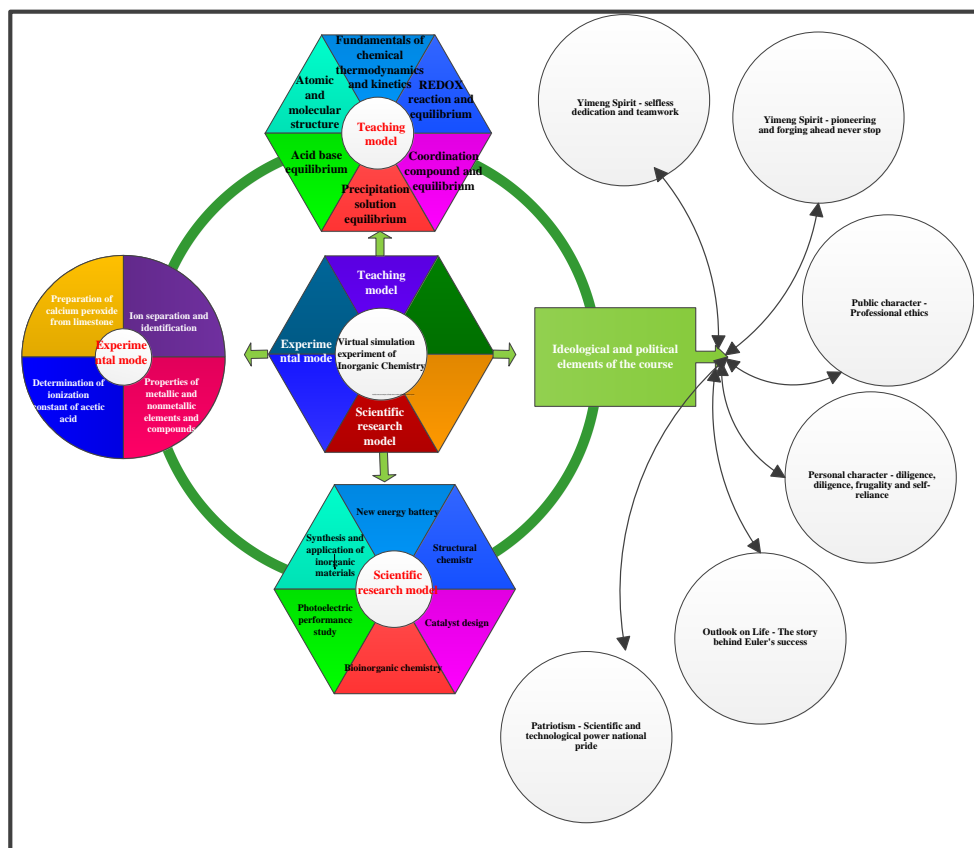 Fundamentals of
chemical
thermodynamics
and kinetics
Atomic
and
molecular
structure
REDOX
reaction and
equilibrium
Teaching
model
Acid base
equilibrium
Coordination
compound and
equilibrium
Precipitation
solution
equilibrium
Yimeng Spirit - selfless
dedication and teamwork
Yimeng Spirit - pioneering
and forging ahead never stop
Preparation of
calcium peroxide
from limestone
Ion separation and
identification
Experime
ntal mode
Determination of
ionization
constant of acetic
acid
Properties of
metallic and
nonmetallic
elements and
compounds
Teaching
model
Experime
ntal mode
Virtual simulation
experiment of
Inorganic Chemistry
Scientific
research
model
Ideological and political
elements of the course
Public character -
Professional ethics
Personal character - diligence,
diligence, frugality and self-
reliance
New energy battery
Synthesis and
application of
inorganic
materials
Structural
chemistr
Scientific
research model
Photoelectric
performance
study
Catalyst design
Bioinorganic chemistry
Outlook on Life - The story
behind Euler's success
Patriotism - Scientific and
technological power national
pride